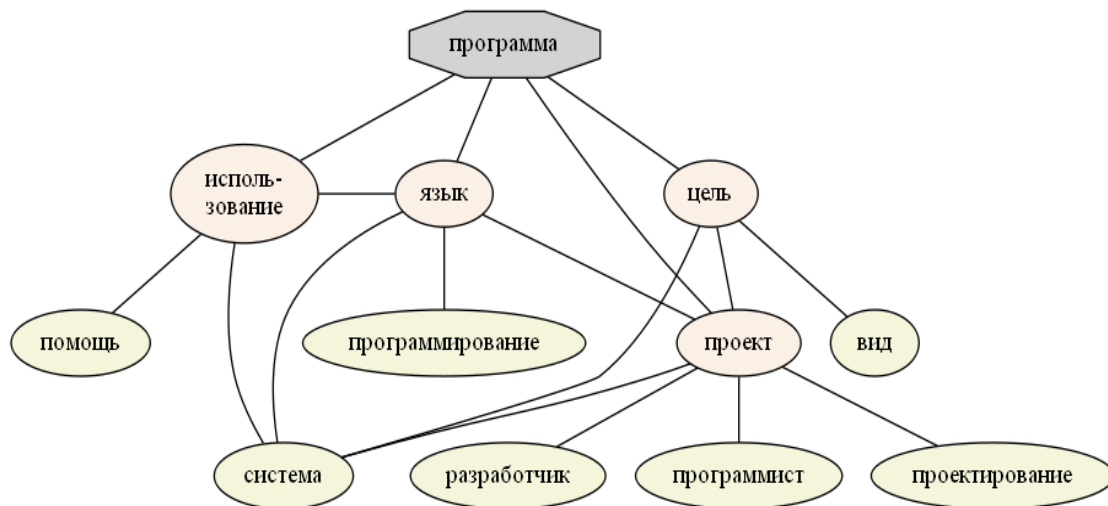 программа
исполь-
зование
язык
цель
помощь
программирование
проект
вид
система
разработчик
программист
проектирование